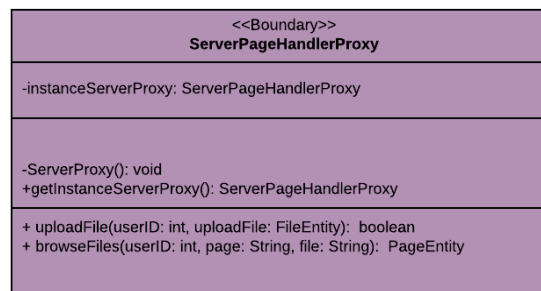 <<Boundary>>
ServerPageHandlerProxy
-instanceServerProxy: ServerPageHandlerProxy
-ServerProxy(): void
+getInstanceServerProxy(): ServerPageHandlerProxy
+ uploadFile(userID: int, uploadFile: FileEntity): boolean
+ browseFiles(userID: int, page: String, file: String): PageEntity